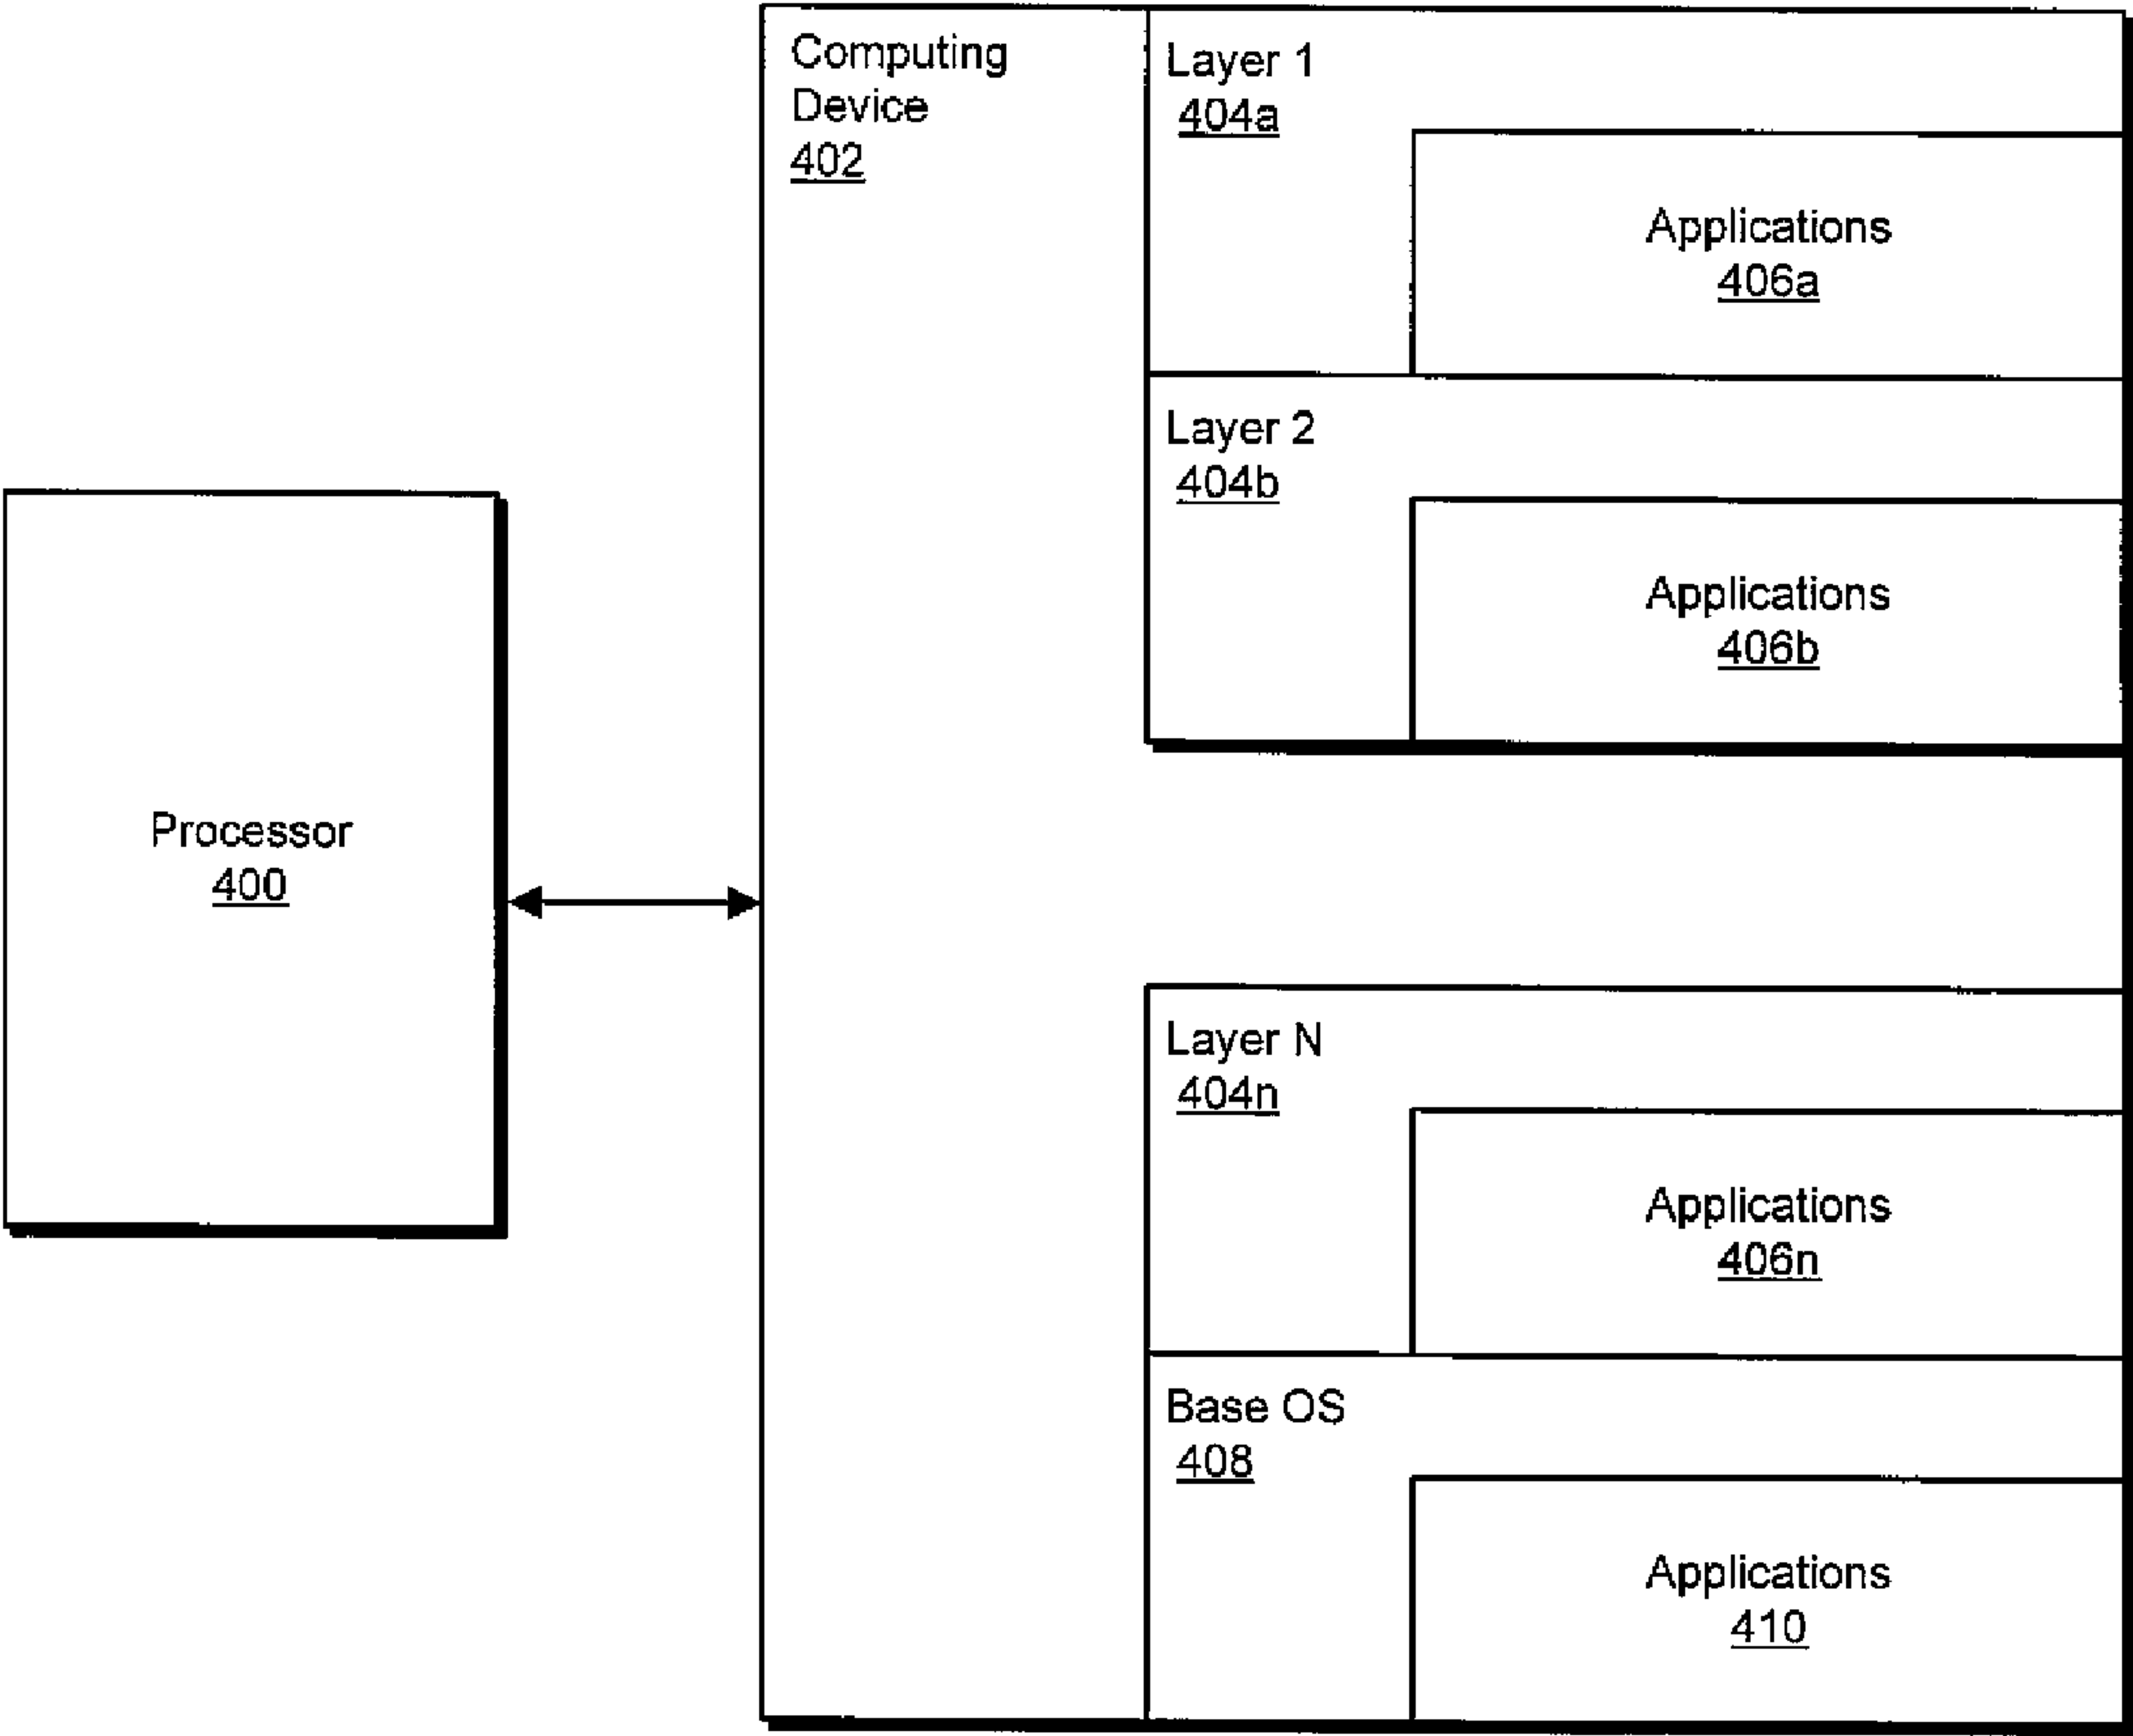 Computing
Device
402
Layer 1
404a
Applications
406a
Layer 2
404b
Applications
406b
Processor
400
Layer N
404n
Applications
406n
Base OS
408
Applications
410